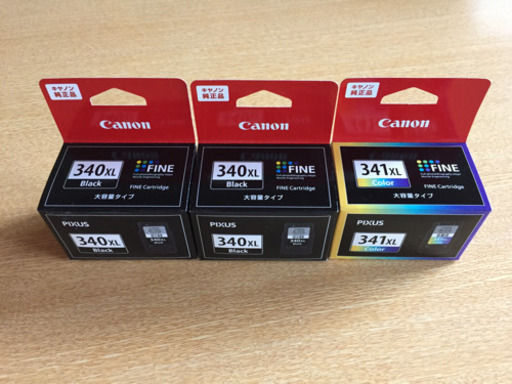 キヤノン
純正品
Canon
340XL
Black
FINE
FINE Cartridge
大容量タイプ
PIXUS
340XL
Black
340XL
キヤノン
純正品
Canon
340XL
Black
FINE
FINE Cartridge
大容量タイプ
PIXUS
340XL
Black
340XL
キヤノン
純正品
Canon
341XL
Color
FINE
FINE Cartridge
大容量タイプ
PIXUS
341XL
Color